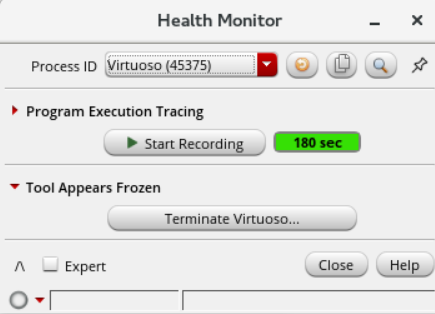 Health Monitor
Process ID Virtuoso (45375)
Program Execution Tracing
Start Recording 180 sec
Tool Appears Frozen
Terminate Virtuoso...
Expert Close Help